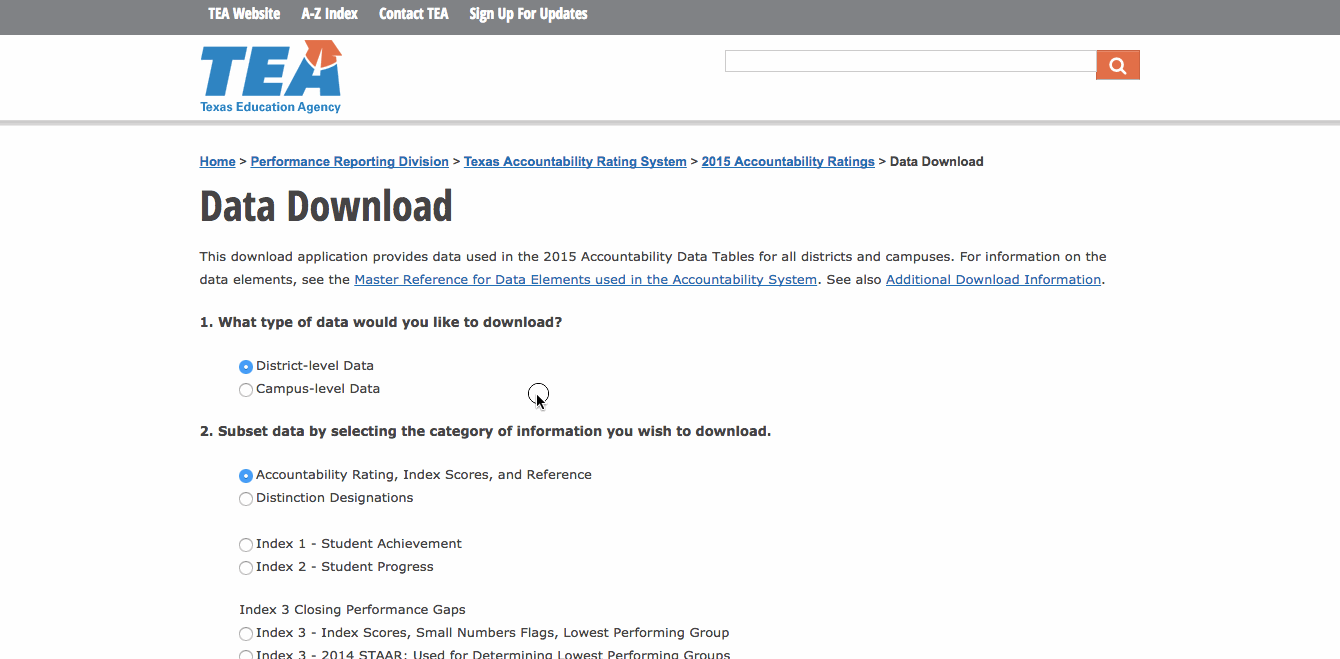 TEA Website A-Z Index Contact TEA Sign Up For Updates
TEA
Texas Education Agency
Home > Performance Reporting Division > Texas Accountability Rating System > 2015 Accountability Ratings > Data Download
Data Download
This download application provides data used in the 2015 Accountability Data Tables for all districts and campuses. For information on the
data elements, see the Master Reference for Data Elements used in the Accountability System. See also Additional Download Information.
1. What type of data would you like to download?
District-level Data
Campus-level Data
2. Subset data by selecting the category of information you wish to download.
Accountability Rating, Index Scores, and Reference
Distinction Designations
Index 1 - Student Achievement
Index 2 - Student Progress
Index 3 Closing Performance Gaps
Index 3 - Index Scores, Small Numbers Flags, Lowest Performing Group
Index 3 - 2014 STAAR: Used for Determining Lowest Performing Groups